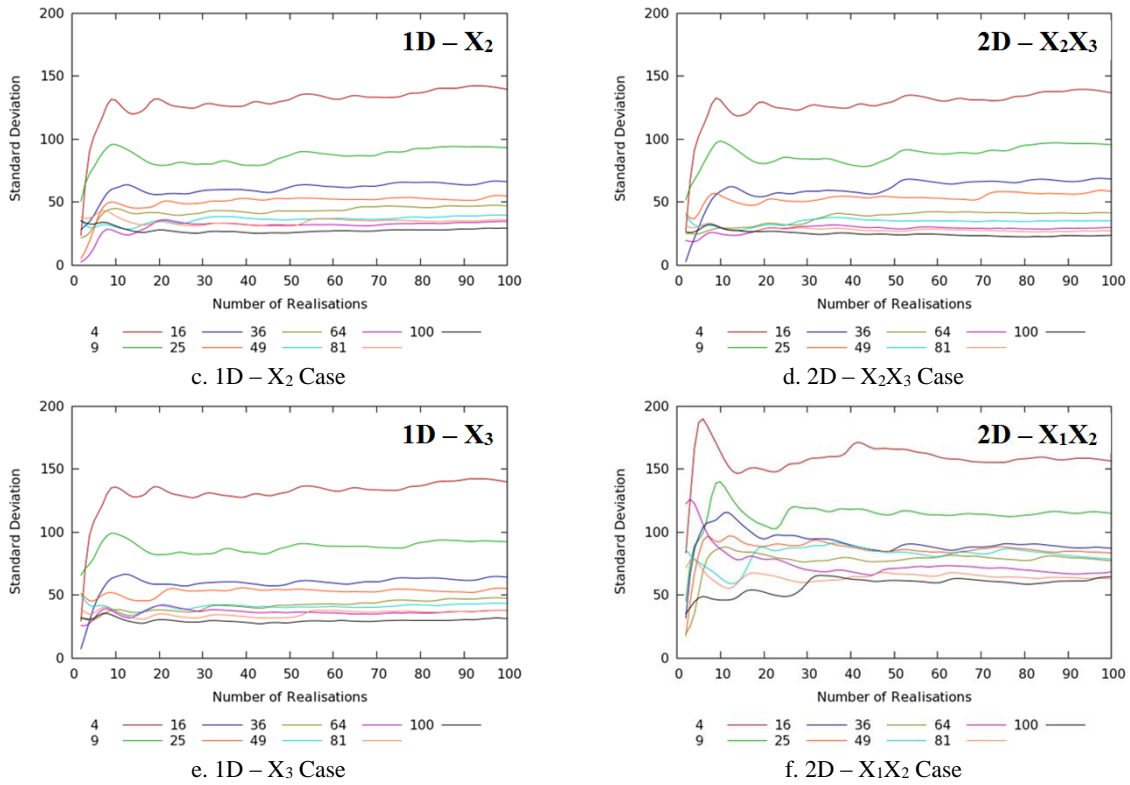 200
150
100
50
0
Standard Deviation
1D – X₂
0 10 20 30 40 50 60 70 80 90 100
Number of Realisations
4 16 36 64 100
9 25 49 81
c. 1D – X₂ Case
200
150
100
50
0
Standard Deviation
2D – X₂X₃
0 10 20 30 40 50 60 70 80 90 100
Number of Realisations
4 16 36 64 100
9 25 49 81
d. 2D – X₂X₃ Case
200
150
100
50
0
Standard Deviation
1D – X₃
0 10 20 30 40 50 60 70 80 90 100
Number of Realisations
4 16 36 64 100
9 25 49 81
e. 1D – X₃ Case
200
150
100
50
0
Standard Deviation
2D – X₁X₂
0 10 20 30 40 50 60 70 80 90 100
Number of Realisations
4 16 36 64 100
9 25 49 81
f. 2D – X₁X₂ Case